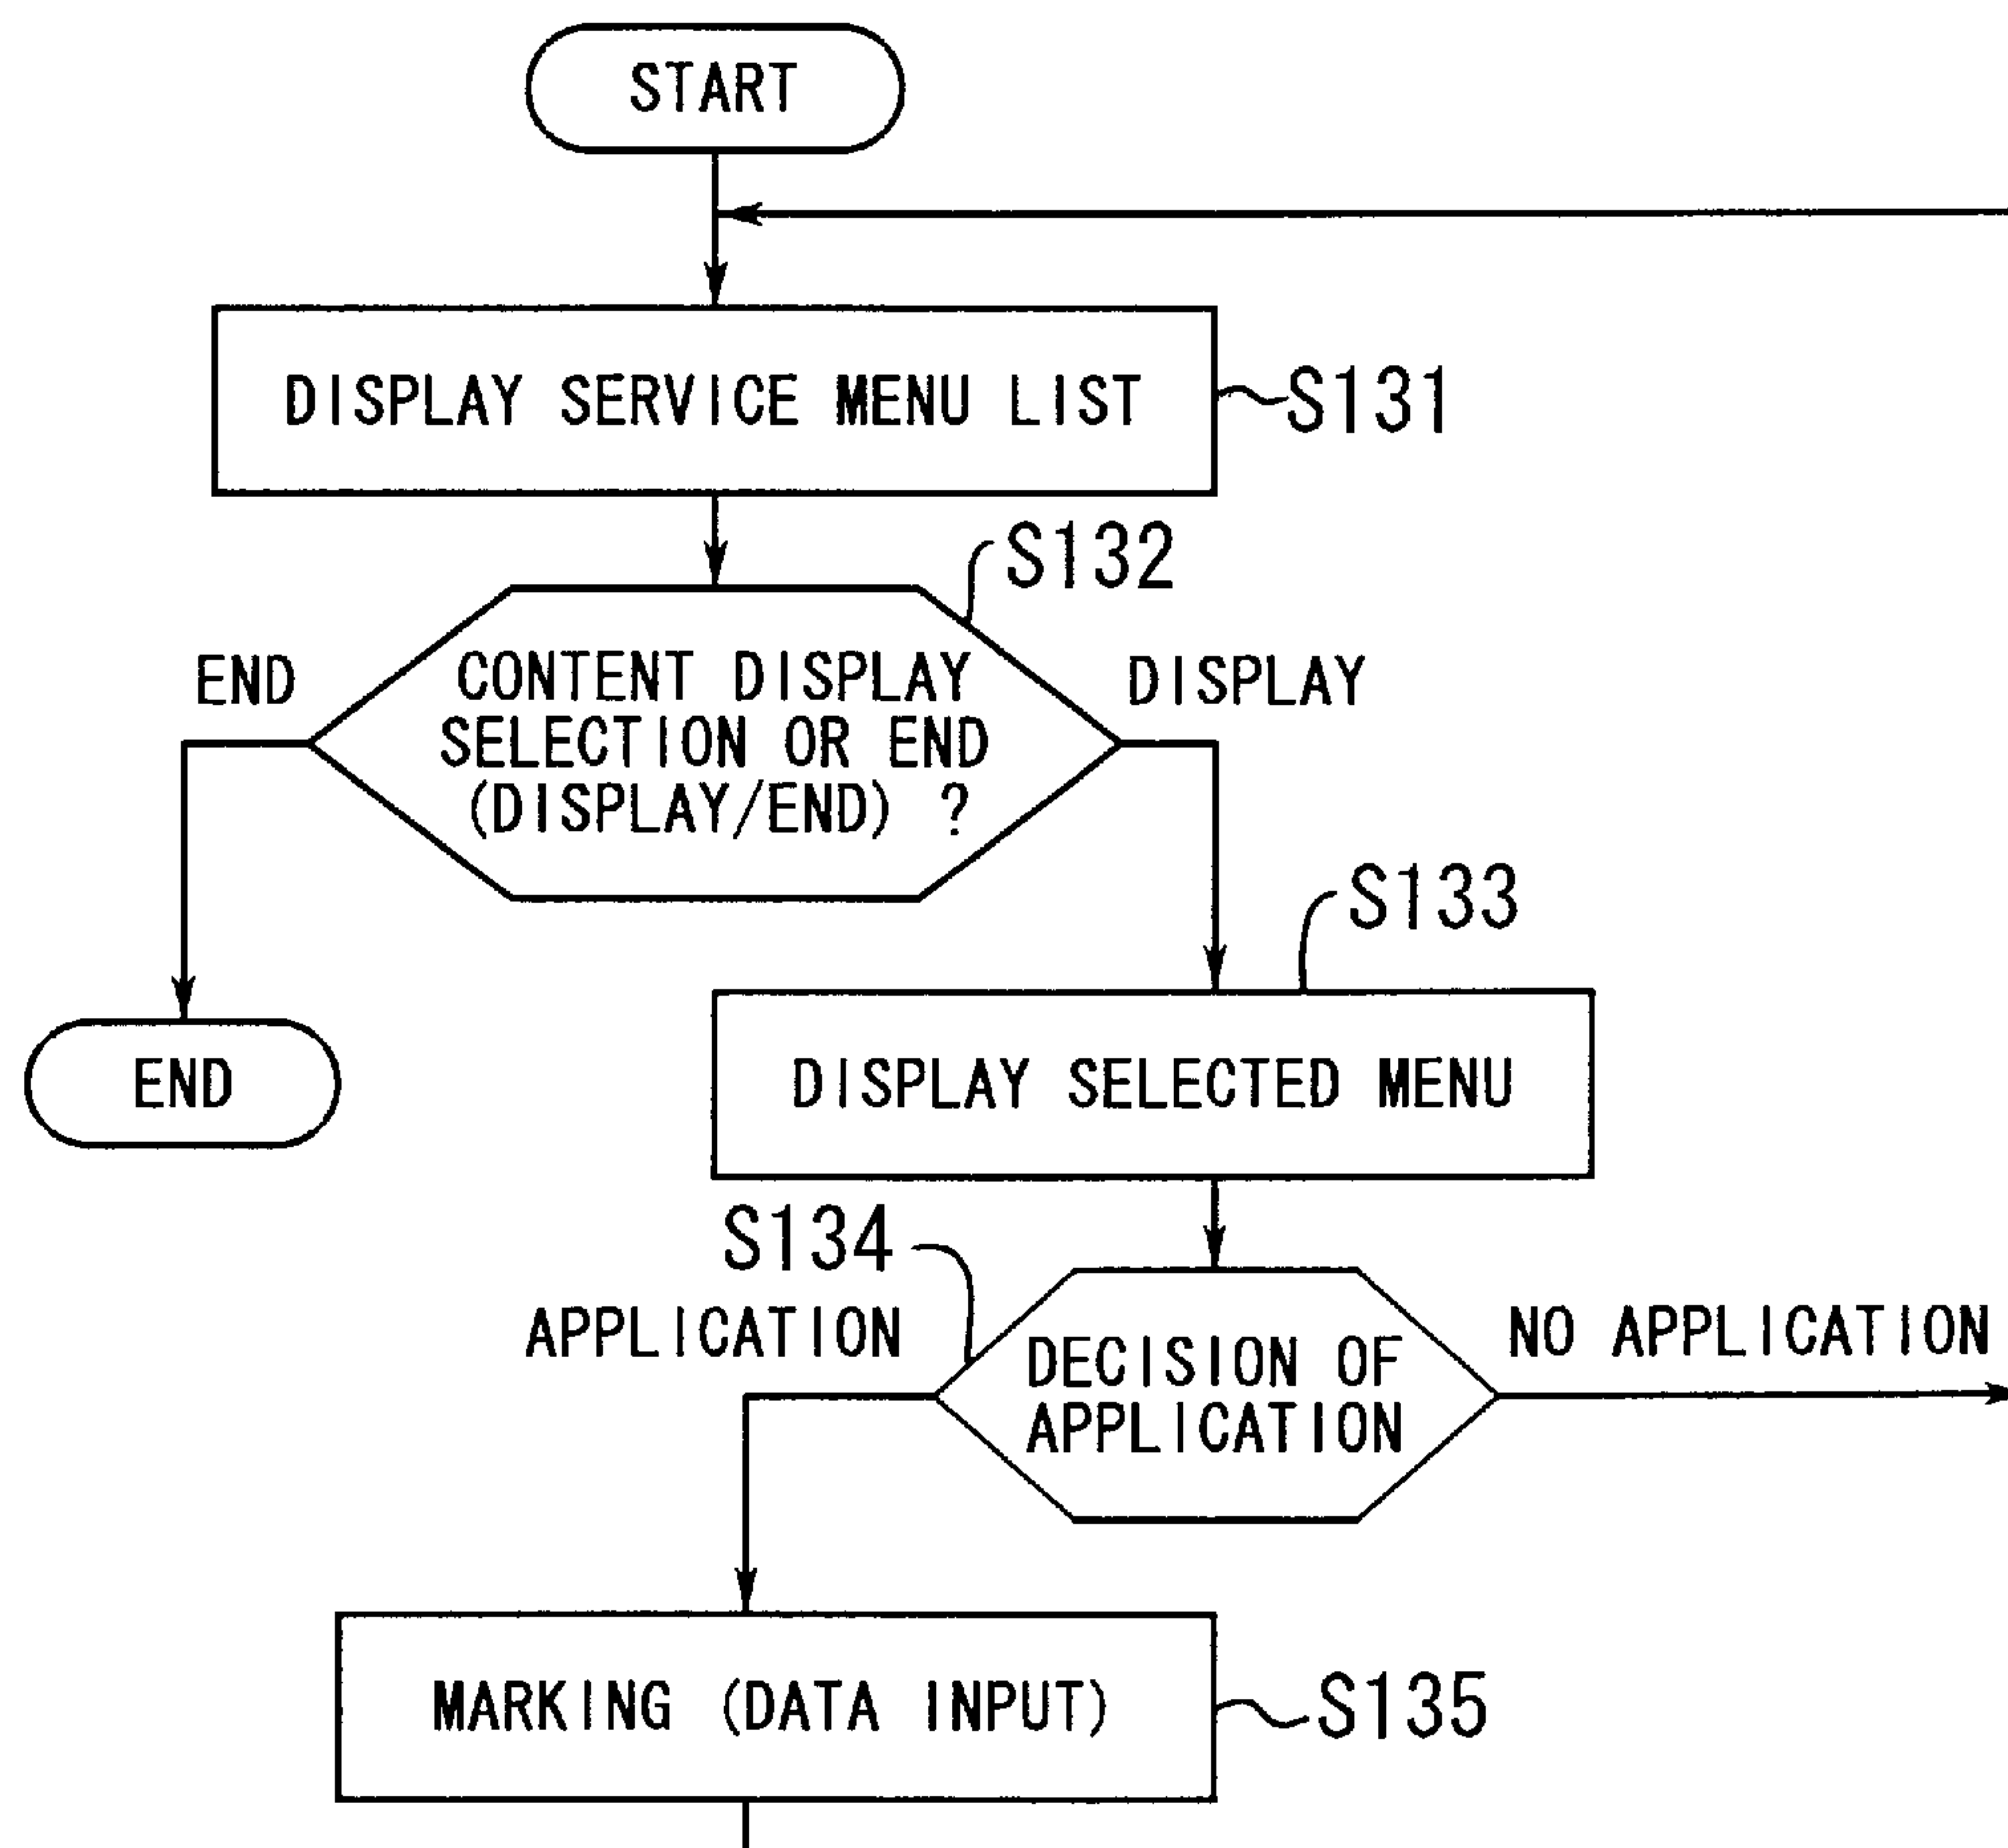 START
DISPLAY SERVICE MENU LIST
S131
S132
END
CONTENT DISPLAY
SELECTION OR END
(DISPLAY/END) ?
DISPLAY
S133
END
DISPLAY SELECTED MENU
S134
APPLICATION
DECISION OF
APPLICATION
NO APPLICATION
MARKING (DATA INPUT)
S135